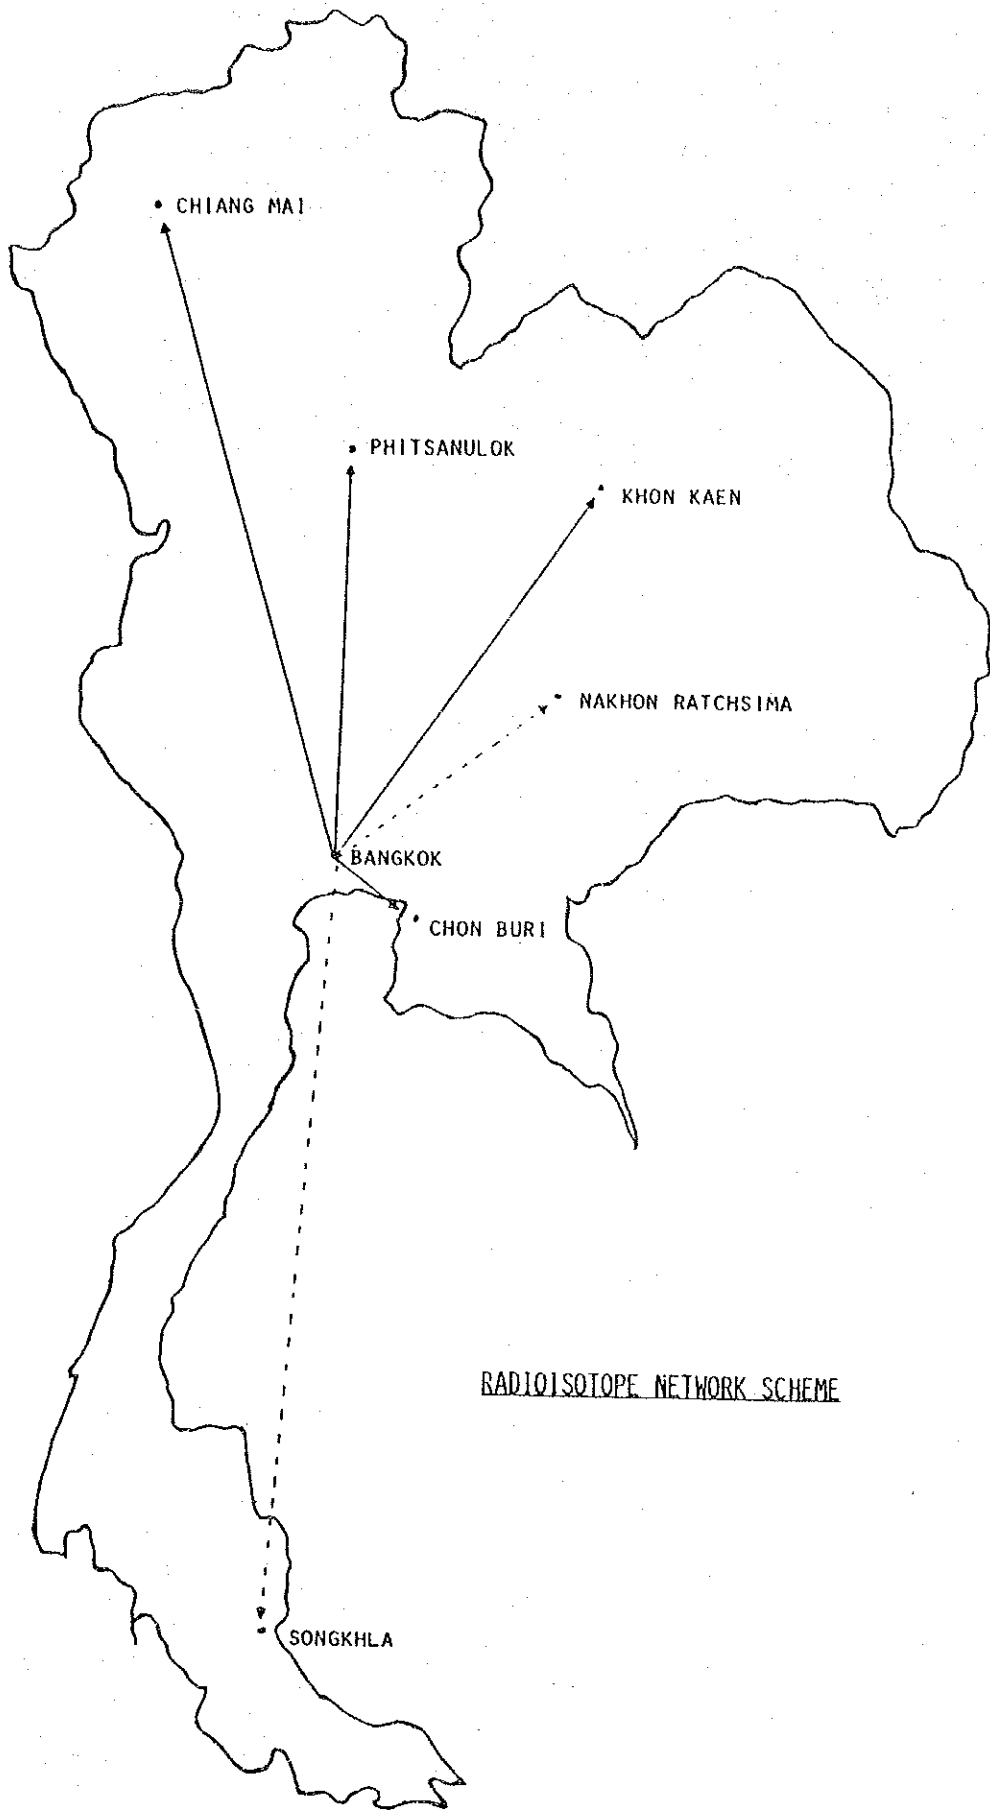 CHIANG MAI
PHITSANULOK
KHON KAEN
NAKHON RATCHSIMA
BANGKOK
CHON BURI
RADIOISOTOPE NETWORK SCHEME
SONGKHLA